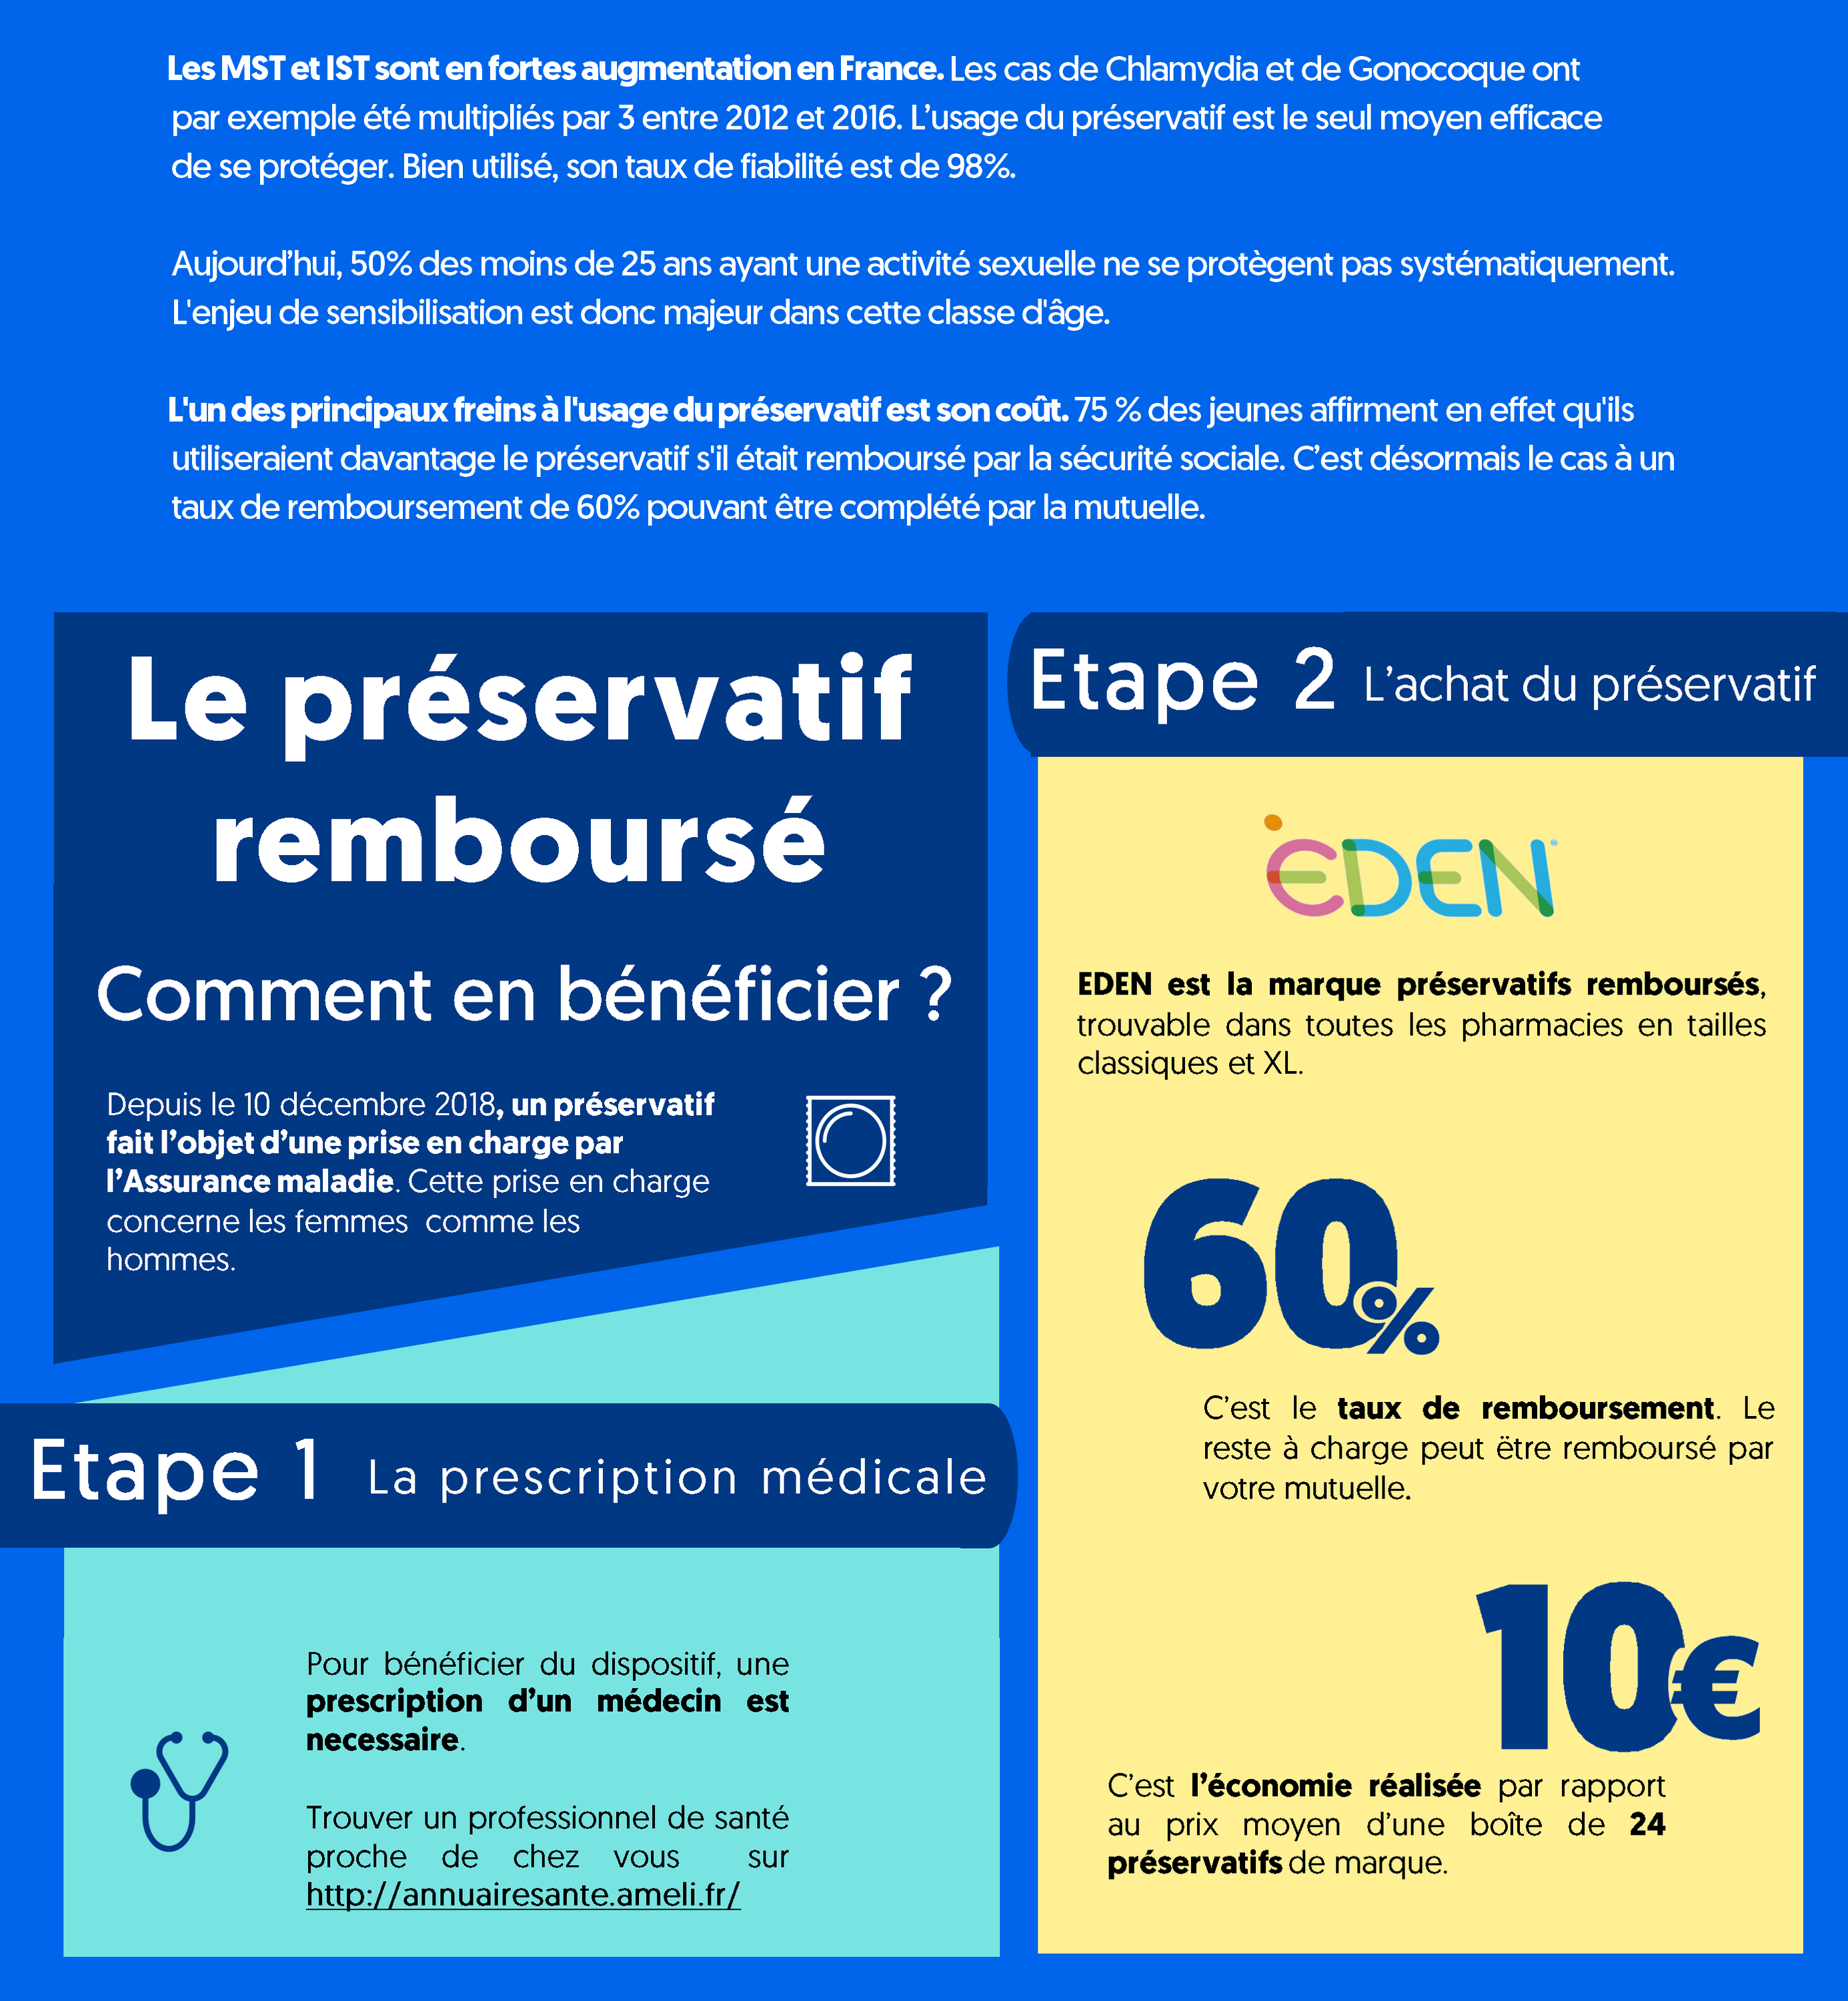 Les MST et IST sont en fortes augmentation en France. Les cas de Chlamydia et de Gonocoque ont
par exemple été multipliés par 3 entre 2012 et 2016. L’usage du préservatif est le seul moyen efficace
de se protéger. Bien utilisé, son taux de fiabilité est de 98%.
Aujourd’hui, 50% des moins de 25 ans ayant une activité sexuelle ne se protègent pas systématiquement.
L'enjeu de sensibilisation est donc majeur dans cette classe d'âge.
L'un des principaux freins à l'usage du préservatif est son coût. 75 % des jeunes affirment en effet qu'ils
utiliseraient davantage le préservatif s'il était remboursé par la sécurité sociale. C’est désormais le cas à un
taux de remboursement de 60% pouvant être complété par la mutuelle.
Le préservatif
remboursé
Comment en bénéficier ?
Depuis le 10 décembre 2018, un préservatif
fait l’objet d’une prise en charge par
l’Assurance maladie. Cette prise en charge
concerne les femmes comme les
hommes.
Etape 1 La prescription médicale
Pour bénéficier du dispositif, une
prescription d’un médecin est
necessaire.
Trouver un professionnel de santé
proche de chez vous sur
http://annuairesante.ameli.fr/
Etape 2 L’achat du préservatif
EDEN
EDEN est la marque préservatifs remboursés,
trouvable dans toutes les pharmacies en tailles
classiques et XL.
60%
C’est le taux de remboursement. Le
reste à charge peut ëtre remboursé par
votre mutuelle.
10€
C’est l’économie réalisée par rapport
au prix moyen d’une boîte de 24
préservatifs de marque.